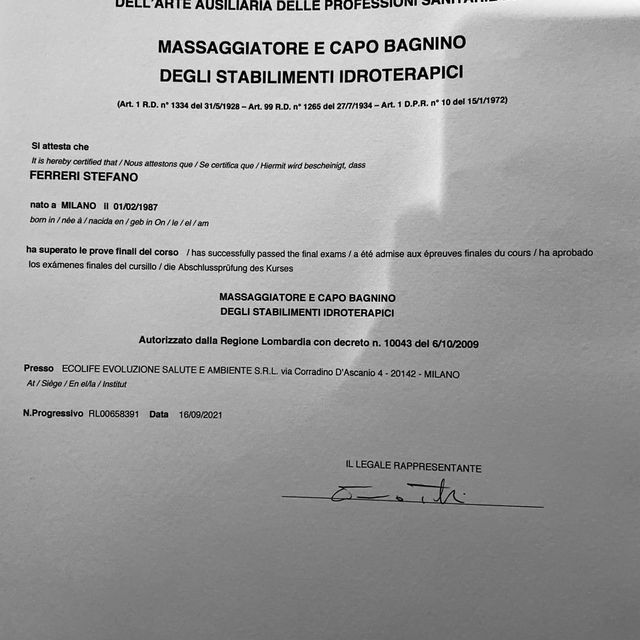 DELL'ARTE AUSILIARIA DELLE PROFESSIONI
MASSAGGIATORE E CAPO BAGNINO
DEGLI STABILIMENTI IDROTERAPICI
(Art. 1 R.D. n° 1334 del 31/5/1928 – Art. 99 R.D. n° 1265 del 27/7/1934 – Art. 1 D.P.R. n° 10 del 15/1/1972)
Si attesta che
It is hereby certified that / Nous attestons que / Se certifica que / Hiermit wird bescheinigt, dass
FERRERI STEFANO
nato a MILANO il 01/02/1987
born in / née à / nacida en / geb in On / le / el / am
ha superato le prove finali del corso / has successfully passed the final exams / a été admise aux épreuves finales du cours / ha aprobado
los exámenes finales del cursillo / die Abschlussprüfung des Kurses
MASSAGGIATORE E CAPO BAGNINO
DEGLI STABILIMENTI IDROTERAPICI
Autorizzato dalla Regione Lombardia con decreto n. 10043 del 6/10/2009
Presso ECOLIFE EVOLUZIONE SALUTE E AMBIENTE S.R.L. via Corradino D'Ascanio 4 - 20142 - MILANO
At / Siège / En el/la / Institut
N.Progressivo RL00658391 Data 16/09/2021
IL LEGALE RAPPRESENTANTE